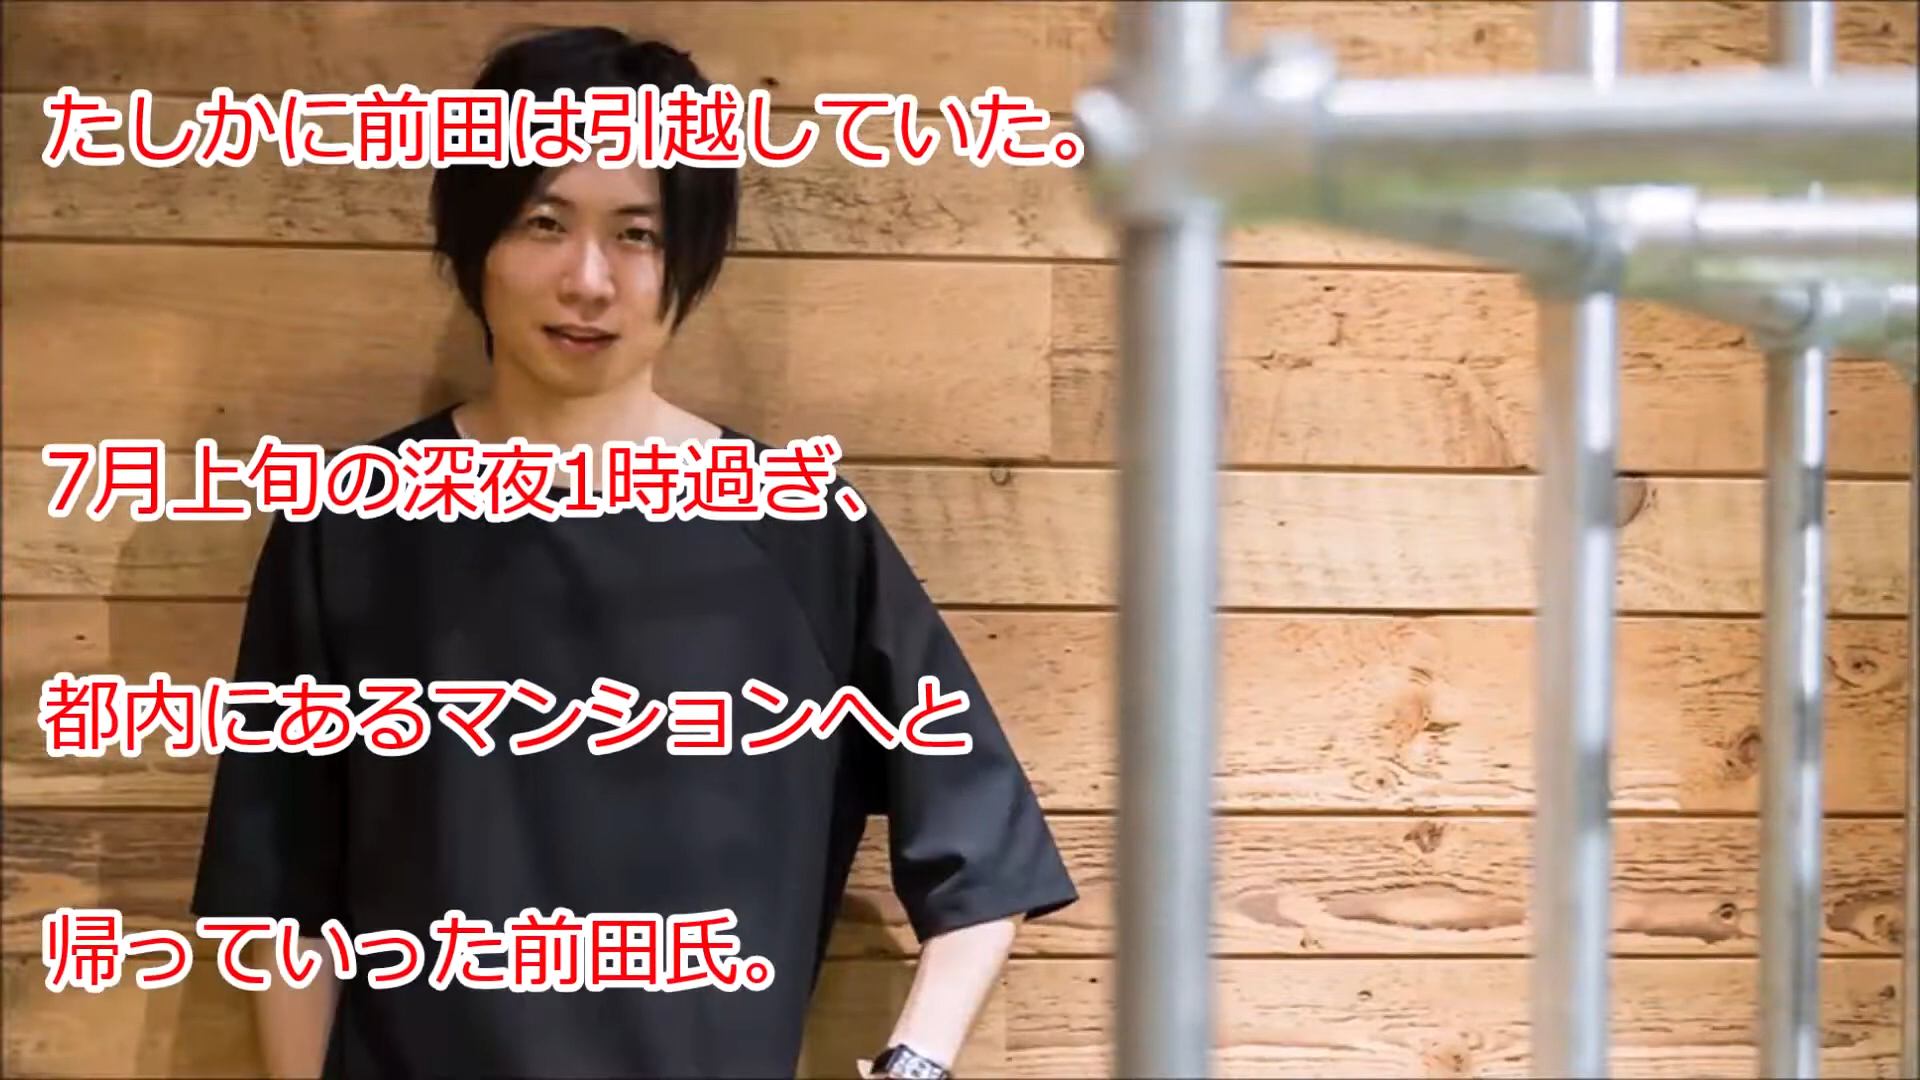 たしかに前田は引越していた。
7月上旬の深夜1時過ぎ、
都内にあるマンションへと
帰っていった前田氏。